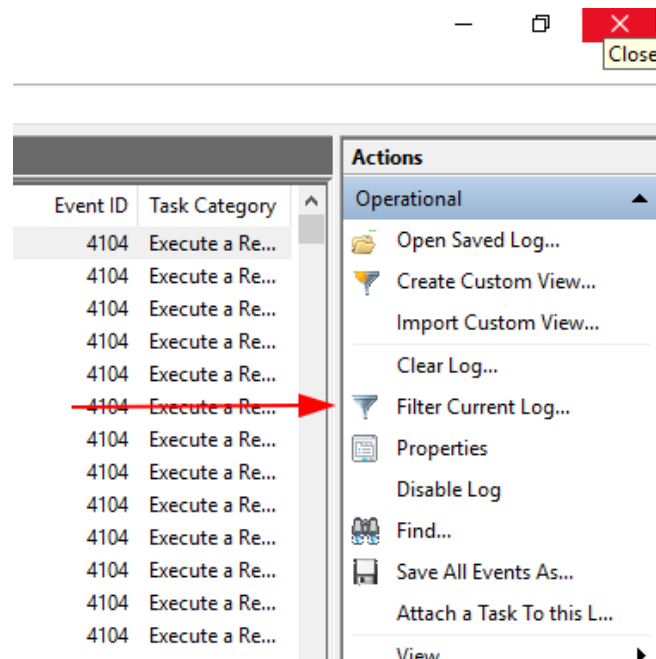 Close
Actions
Event ID Task Category
Operational
4104 Execute a Re...
Open Saved Log...
4104 Execute a Re...
Create Custom View...
4104 Execute a Re...
Import Custom View...
4104 Execute a Re...
Clear Log...
4104 Execute a Re...
4104 Execute a Re...
Filter Current Log...
4104 Execute a Re...
Properties
4104 Execute a Re...
Disable Log
4104 Execute a Re...
Find...
4104 Execute a Re...
4104 Execute a Re...
Save All Events As...
4104 Execute a Re...
Attach a Task To this L...
4104 Execute a Re...
View